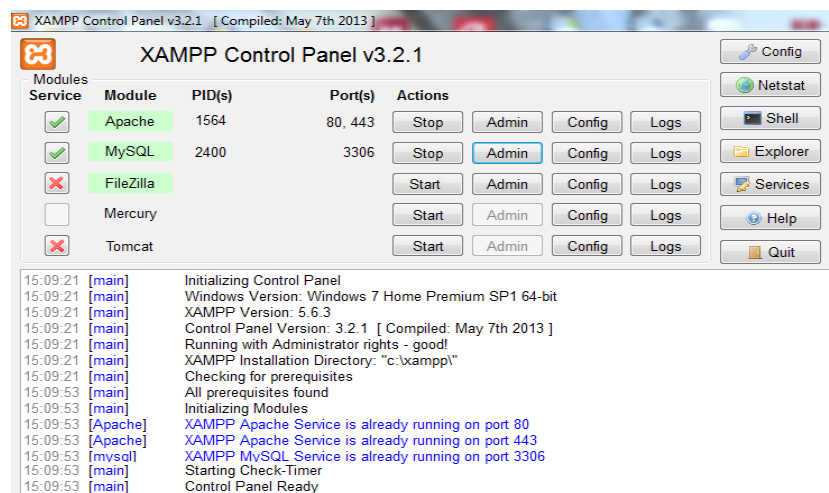 XAMPP Control Panel v3.2.1 [ Compiled: May 7th 2013 ]
XAMPP Control Panel v3.2.1
Config
Modules
Service Module PID(s) Port(s) Actions
Netstat
Apache 1564 80, 443 Stop Admin Config Logs
Shell
MySQL 2400 3306 Stop Admin Config Logs
Explorer
FileZilla Start Admin Config Logs
Services
Mercury Start Admin Config Logs
Help
Tomcat Start Admin Config Logs
Quit
15:09:21 [main] Initializing Control Panel
15:09:21 [main] Windows Version: Windows 7 Home Premium SP1 64-bit
15:09:21 [main] XAMPP Version: 5.6.3
15:09:21 [main] Control Panel Version: 3.2.1 [ Compiled: May 7th 2013 ]
15:09:21 [main] Running with Administrator rights - good!
15:09:21 [main] XAMPP Installation Directory: "c:\xampp\"
15:09:21 [main] Checking for prerequisites
15:09:53 [main] All prerequisites found
15:09:53 [main] Initializing Modules
15:09:53 [Apache] XAMPP Apache Service is already running on port 80
15:09:53 [Apache] XAMPP Apache Service is already running on port 443
15:09:53 [mysql] XAMPP MySQL Service is already running on port 3306
15:09:53 [main] Starting Check-Timer
15:09:53 [main] Control Panel Ready